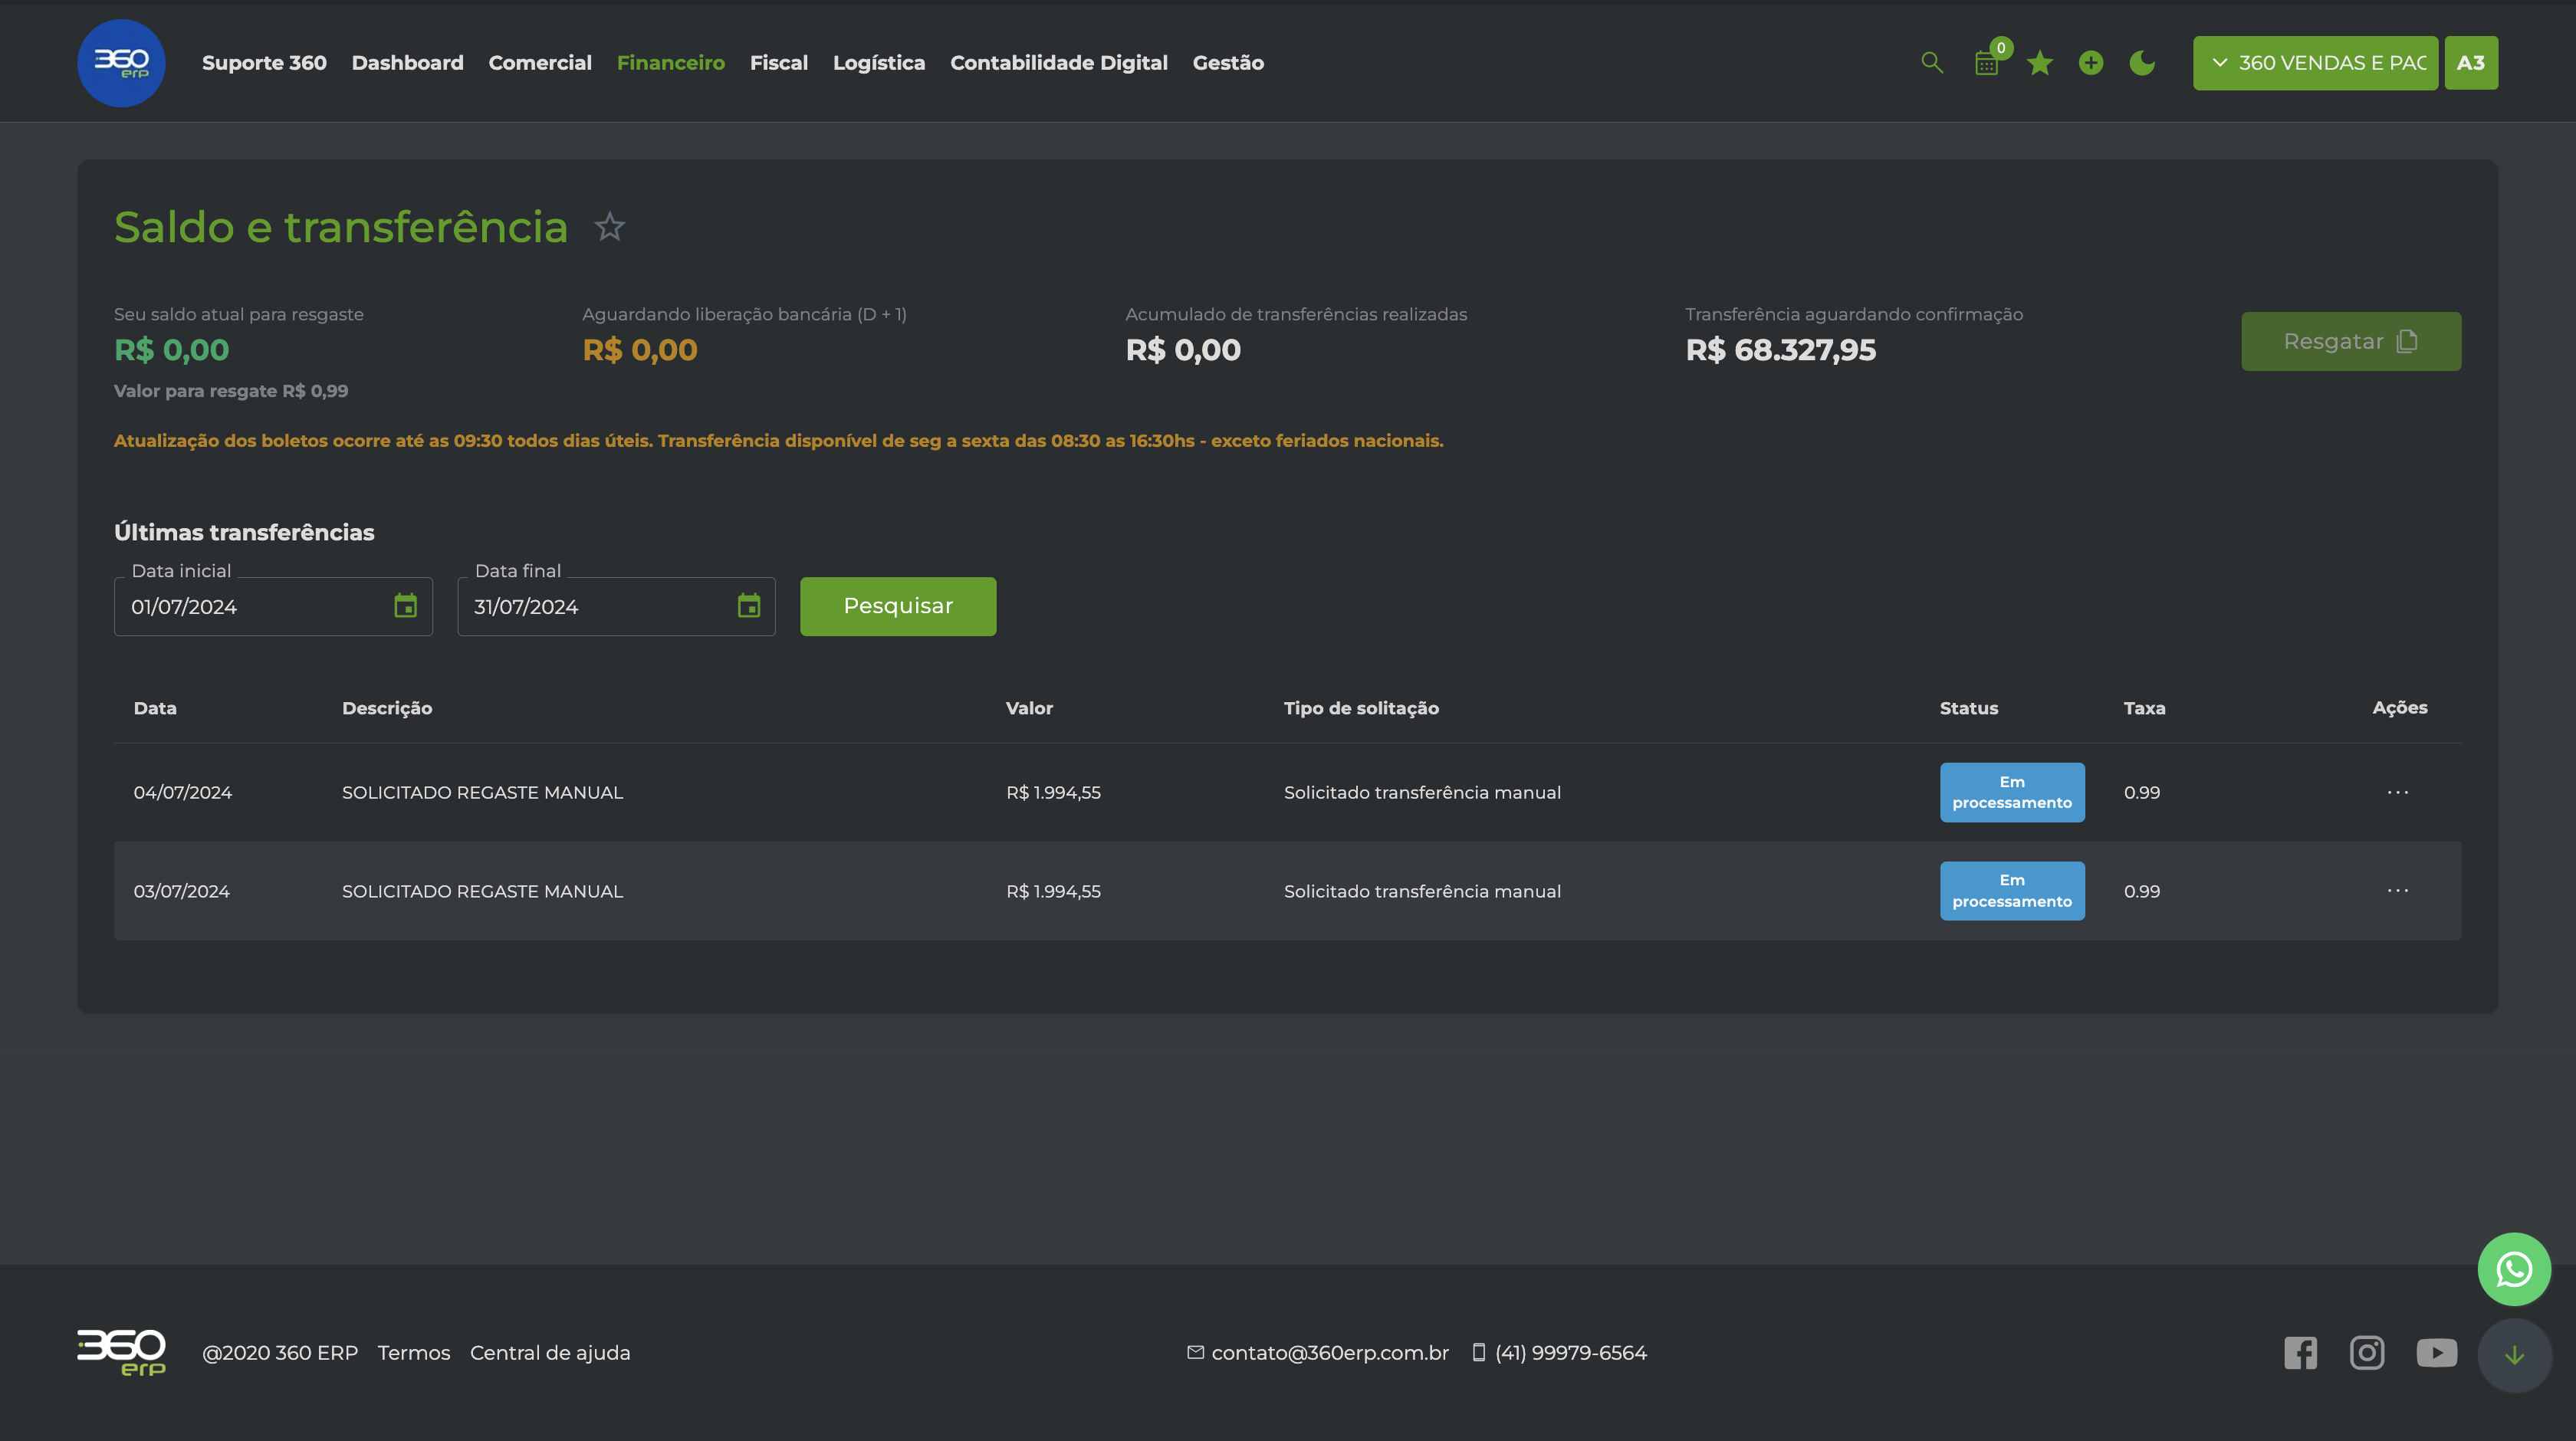 360 erp
Suporte 360 Dashboard Comercial Financeiro Fiscal Logística Contabilidade Digital Gestão
0
360 VENDAS E PAC
A3
Saldo e transferência
Seu saldo atual para resgaste
R$ 0,00
Valor para resgate R$ 0,99
Aguardando liberação bancária (D + 1)
R$ 0,00
Acumulado de transferências realizadas
R$ 0,00
Transferência aguardando confirmação
R$ 68.327,95
Resgatar
Atualização dos boletos ocorre até as 09:30 todos dias úteis. Transferência disponível de seg a sexta das 08:30 as 16:30hs - exceto feriados nacionais.
Últimas transferências
Data inicial
01/07/2024
Data final
31/07/2024
Pesquisar
Data Descrição Valor Tipo de solitação Status Taxa Ações
04/07/2024 SOLICITADO REGASTE MANUAL R$ 1.994,55 Solicitado transferência manual Em processamento 0.99 ...
03/07/2024 SOLICITADO REGASTE MANUAL R$ 1.994,55 Solicitado transferência manual Em processamento 0.99 ...
360 erp
@2020 360 ERP Termos Central de ajuda
contato@360erp.com.br (41) 99979-6564